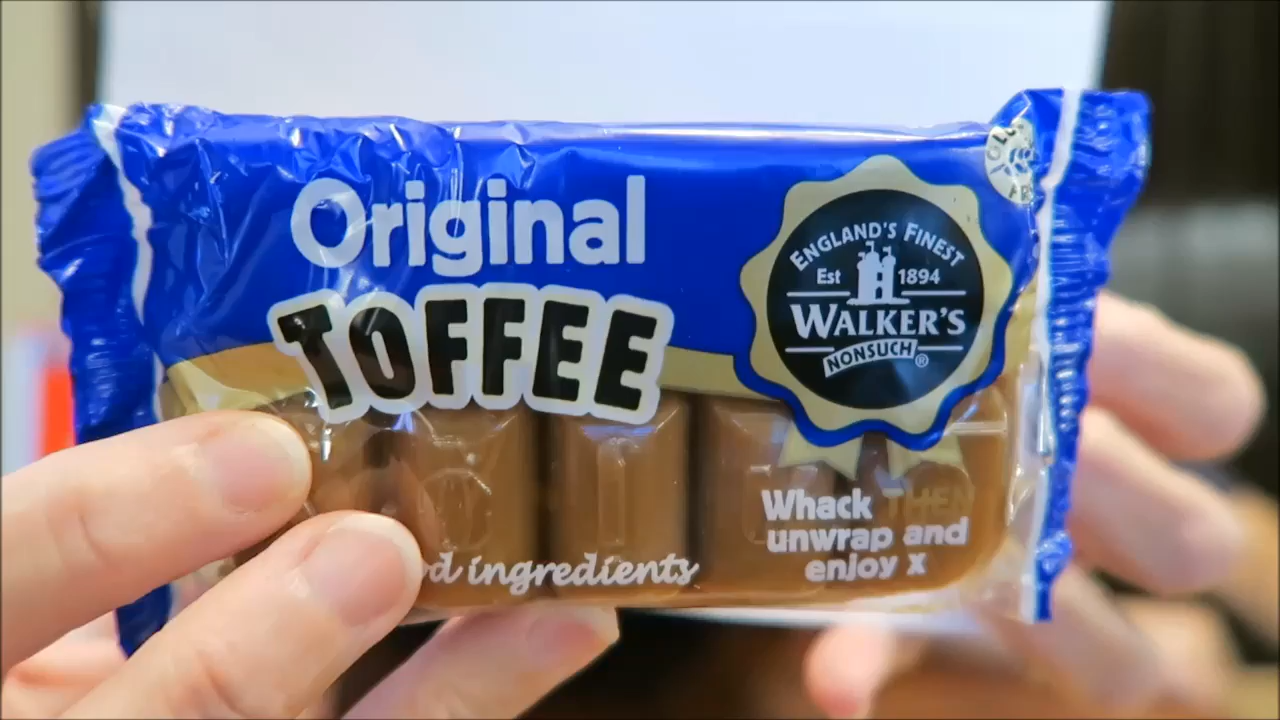 Original
TOFFEE
ENGLAND'S FINEST
Est 1894
WALKER'S
NONSUCH®
Whack THEN
unwrap and
enjoy x
ingredients